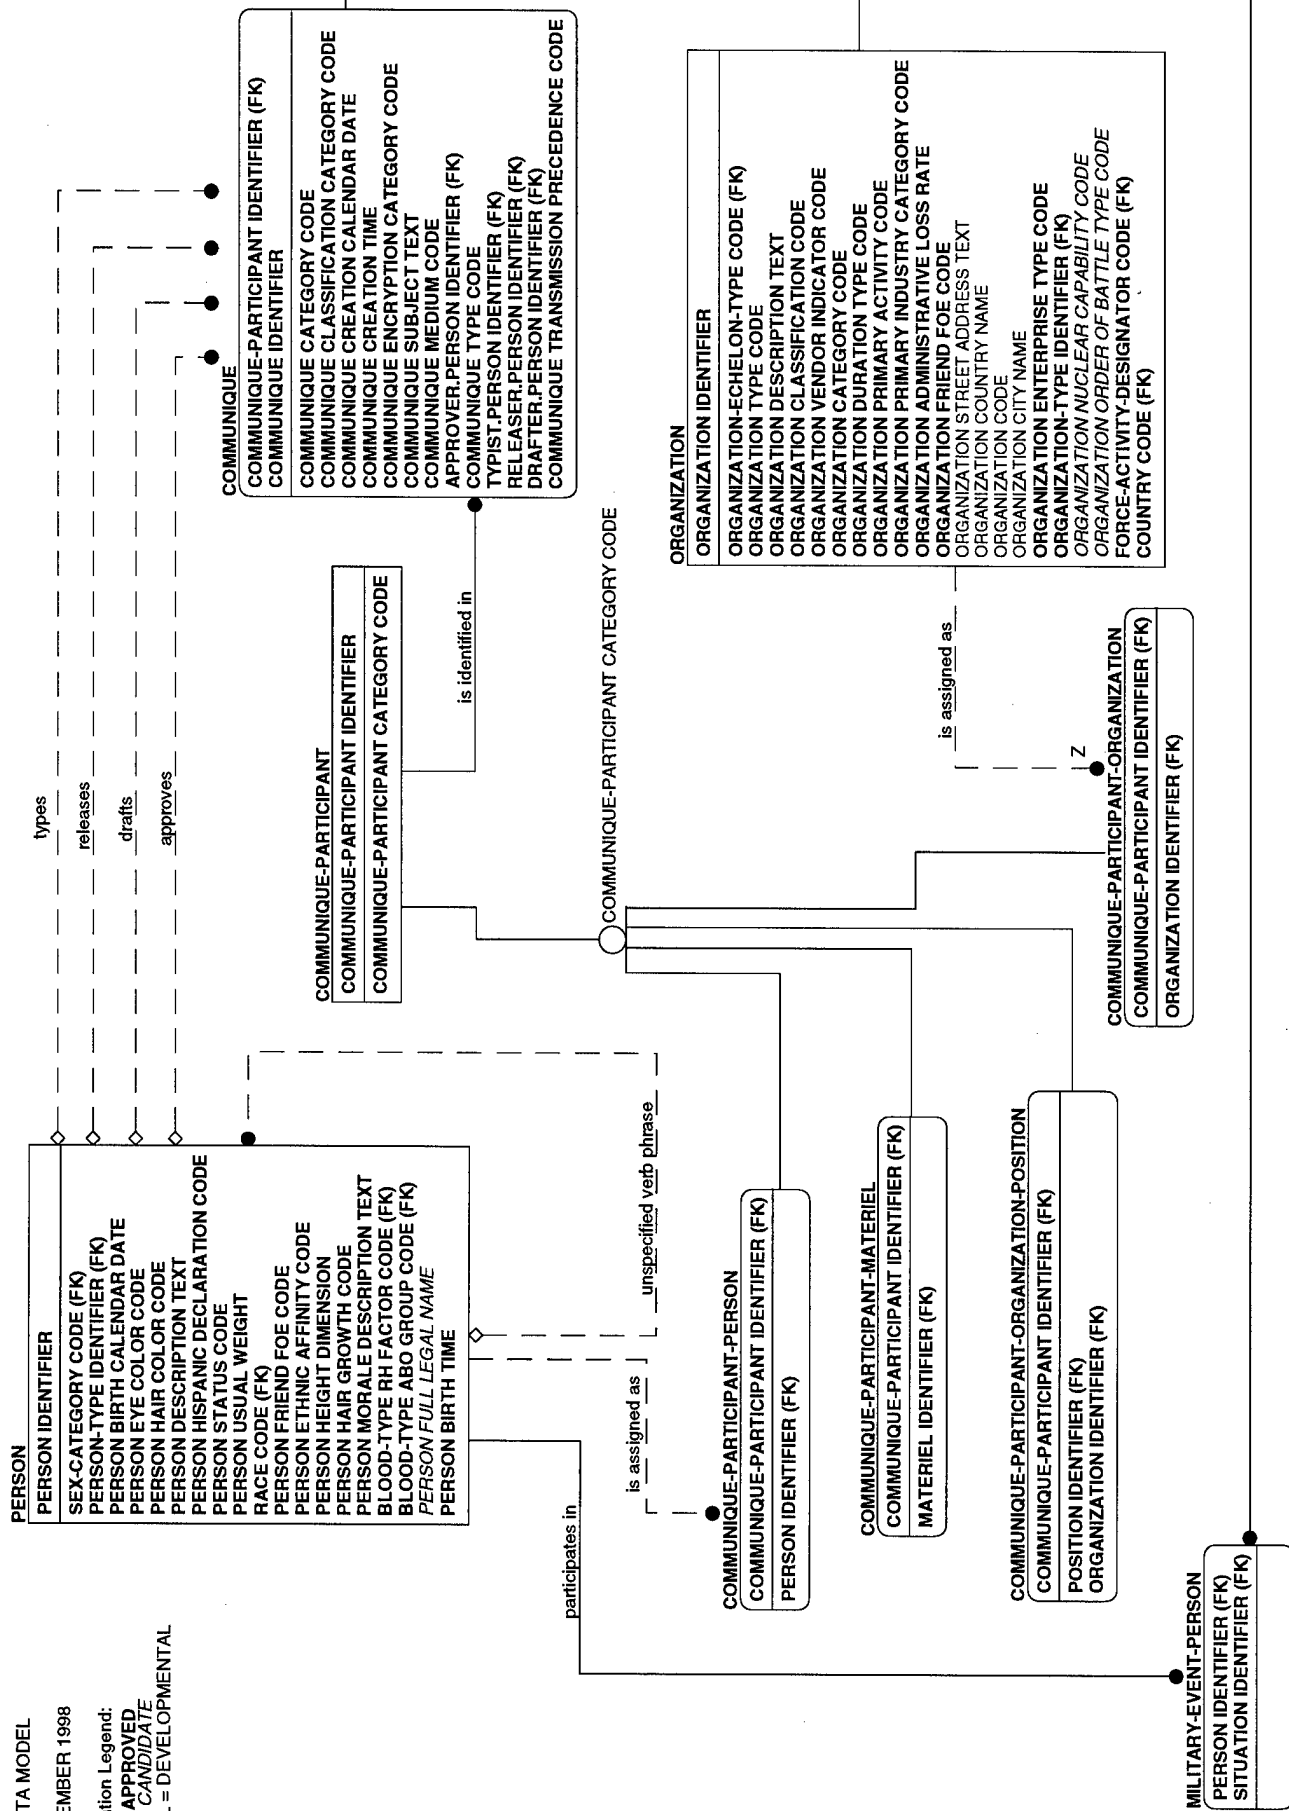 TA MODEL
EMBER 1998
tion Legend:
APPROVED
CANDIDATE
L = DEVELOPMENTAL
PERSON
PERSON IDENTIFIER
SEX-CATEGORY CODE (FK)
PERSON-TYPE IDENTIFIER (FK)
PERSON BIRTH CALENDAR DATE
PERSON EYE COLOR CODE
PERSON HAIR COLOR CODE
PERSON DESCRIPTION TEXT
PERSON HISPANIC DECLARATION CODE
PERSON STATUS CODE
PERSON USUAL WEIGHT
RACE CODE (FK)
PERSON FRIEND FOE CODE
PERSON ETHNIC AFFINITY CODE
PERSON HEIGHT DIMENSION
PERSON HAIR GROWTH CODE
PERSON MORALE DESCRIPTION TEXT
BLOOD-TYPE RH FACTOR CODE (FK)
BLOOD-TYPE ABO GROUP CODE (FK)
PERSON FULL LEGAL NAME
PERSON BIRTH TIME
types
releases
drafts
approves
COMMUNIQUE
COMMUNIQUE-PARTICIPANT IDENTIFIER (FK)
COMMUNIQUE IDENTIFIER
COMMUNIQUE CATEGORY CODE
COMMUNIQUE CLASSIFICATION CATEGORY CODE
COMMUNIQUE CREATION CALENDAR DATE
COMMUNIQUE CREATION TIME
COMMUNIQUE ENCRYPTION CATEGORY CODE
COMMUNIQUE SUBJECT TEXT
COMMUNIQUE MEDIUM CODE
APPROVER.PERSON IDENTIFIER (FK)
COMMUNIQUE TYPE CODE
TYPIST.PERSON IDENTIFIER (FK)
RELEASER.PERSON IDENTIFIER (FK)
DRAFTER.PERSON IDENTIFIER (FK)
COMMUNIQUE TRANSMISSION PRECEDENCE CODE
COMMUNIQUE-PARTICIPANT
COMMUNIQUE-PARTICIPANT IDENTIFIER
COMMUNIQUE-PARTICIPANT CATEGORY CODE
is identified in
unspecified verb phrase
is assigned as
participates in
COMMUNIQUE-PARTICIPANT CATEGORY CODE
COMMUNIQUE-PARTICIPANT-PERSON
COMMUNIQUE-PARTICIPANT IDENTIFIER (FK)
PERSON IDENTIFIER (FK)
COMMUNIQUE-PARTICIPANT-MATERIEL
COMMUNIQUE-PARTICIPANT IDENTIFIER (FK)
MATERIEL IDENTIFIER (FK)
COMMUNIQUE-PARTICIPANT-ORGANIZATION-POSITION
COMMUNIQUE-PARTICIPANT IDENTIFIER (FK)
POSITION IDENTIFIER (FK)
ORGANIZATION IDENTIFIER (FK)
ORGANIZATION
ORGANIZATION IDENTIFIER
ORGANIZATION-ECHELON-TYPE CODE (FK)
ORGANIZATION TYPE CODE
ORGANIZATION DESCRIPTION TEXT
ORGANIZATION CLASSIFICATION CODE
ORGANIZATION VENDOR INDICATOR CODE
ORGANIZATION CATEGORY CODE
ORGANIZATION DURATION TYPE CODE
ORGANIZATION PRIMARY ACTIVITY CODE
ORGANIZATION PRIMARY INDUSTRY CATEGORY CODE
ORGANIZATION ADMINISTRATIVE LOSS RATE
ORGANIZATION FRIEND FOE CODE
ORGANIZATION STREET ADDRESS TEXT
ORGANIZATION COUNTRY NAME
ORGANIZATION CODE
ORGANIZATION CITY NAME
ORGANIZATION ENTERPRISE TYPE CODE
ORGANIZATION-TYPE IDENTIFIER (FK)
ORGANIZATION NUCLEAR CAPABILITY CODE
ORGANIZATION ORDER OF BATTLE TYPE CODE
FORCE-ACTIVITY-DESIGNATOR CODE (FK)
COUNTRY CODE (FK)
is assigned as
Z
COMMUNIQUE-PARTICIPANT-ORGANIZATION
COMMUNIQUE-PARTICIPANT IDENTIFIER (FK)
ORGANIZATION IDENTIFIER (FK)
MILITARY-EVENT-PERSON
PERSON IDENTIFIER (FK)
SITUATION IDENTIFIER (FK)